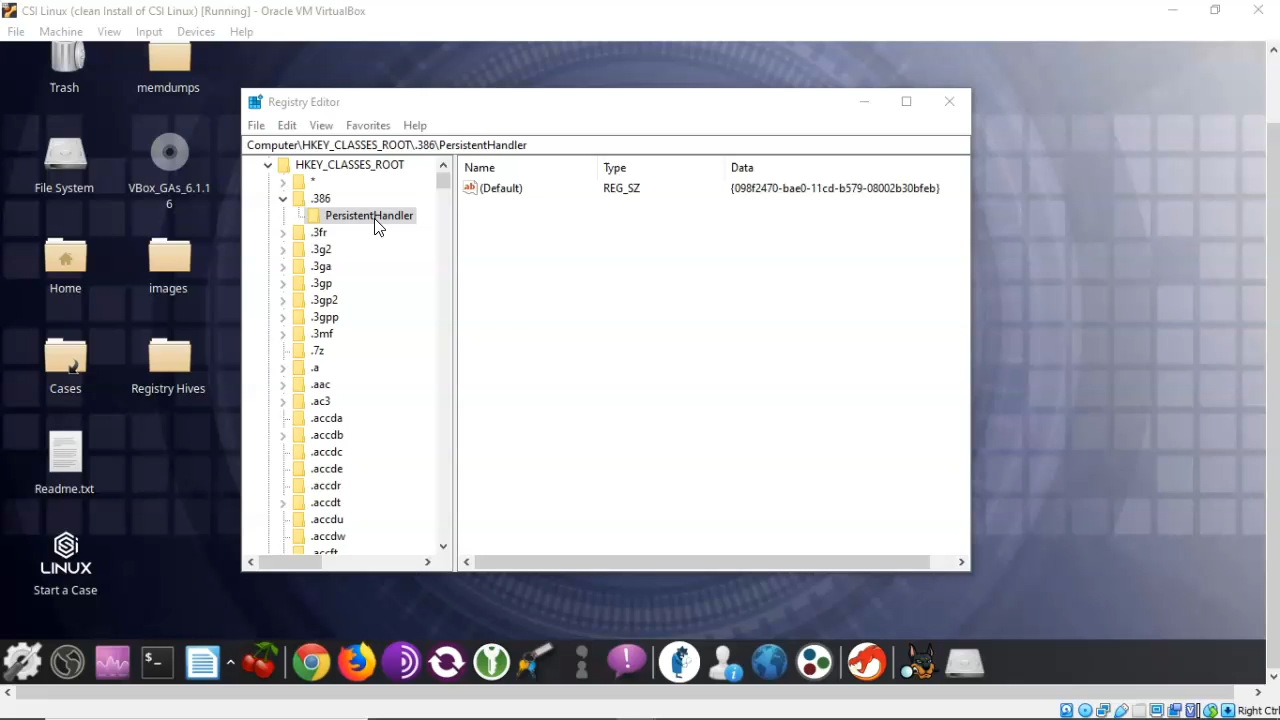 CSI Linux (clean Install of CSI Linux) [Running] - Oracle VM VirtualBox
File Machine View Input Devices Help
Trash
memdumps
File System
VBox_GAs_6.1.1
6
Home
images
Cases
Registry Hives
Readme.txt
LINUX
Start a Case
Registry Editor
File Edit View Favorites Help
Computer\HKEY_CLASSES_ROOT\.386\PersistentHandler
HKEY_CLASSES_ROOT
*
.386
PersistentHandler
.3fr
.3g2
.3ga
.3gp
.3gp2
.3gpp
.3mf
.7z
.a
.aac
.ac3
.accda
.accdb
.accdc
.accde
.accdr
.accdt
.accdu
.accdw
.accft
Name Type Data
ab (Default) REG_SZ {098f2470-bae0-11cd-b579-08002b30bfeb}
$_
Right Ctrl